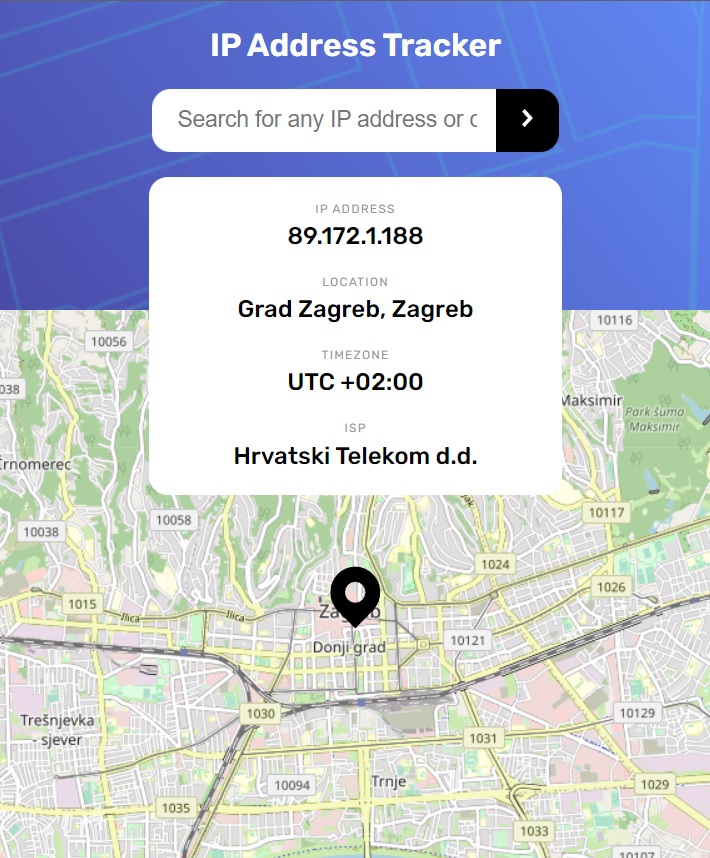 IP Address Tracker
Search for any IP address or c
IP ADDRESS
89.172.1.188
LOCATION
Grad Zagreb, Zagreb
TIMEZONE
UTC +02:00
ISP
Hrvatski Telekom d.d.
10116
10056
038
Maksimir
Park šuma
Maksimir
Črnomerec
10117
10058
10038
1024
1026
1015
Ilica
Ilica
Zagreb
10121
Donji grad
1030
10129
Trešnjevka
- sjever
1031
Trnje
10094
1029
1035
1033
10107